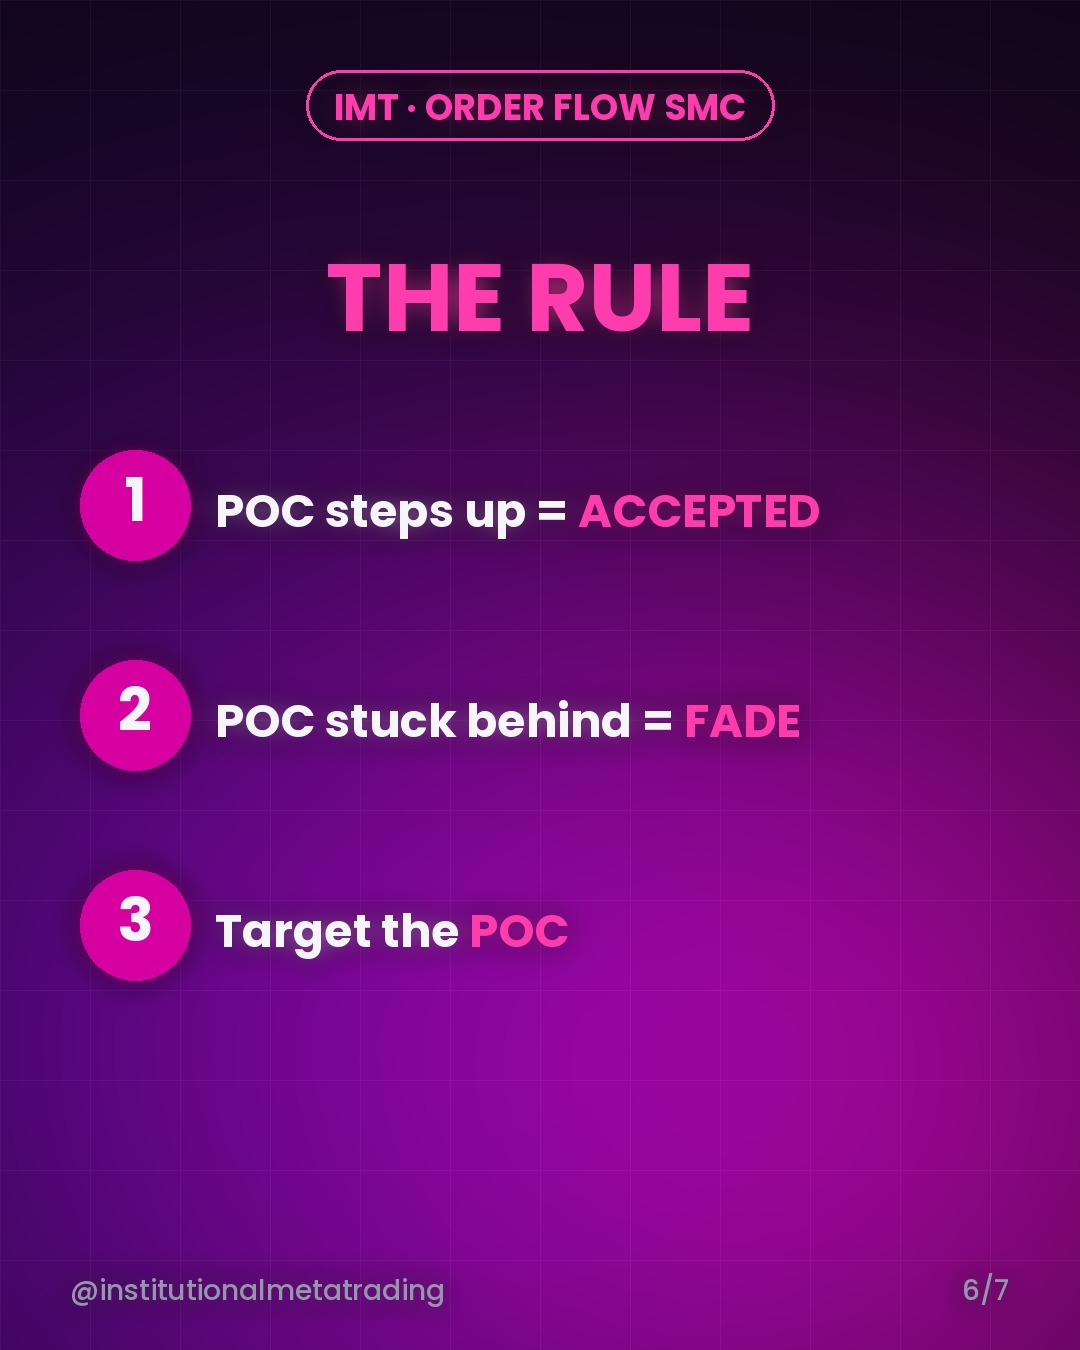 IMT · ORDER FLOW SMC
THE RULE
1 POC steps up = ACCEPTED
2 POC stuck behind = FADE
3 Target the POC
@institutionalmetatrading 6/7